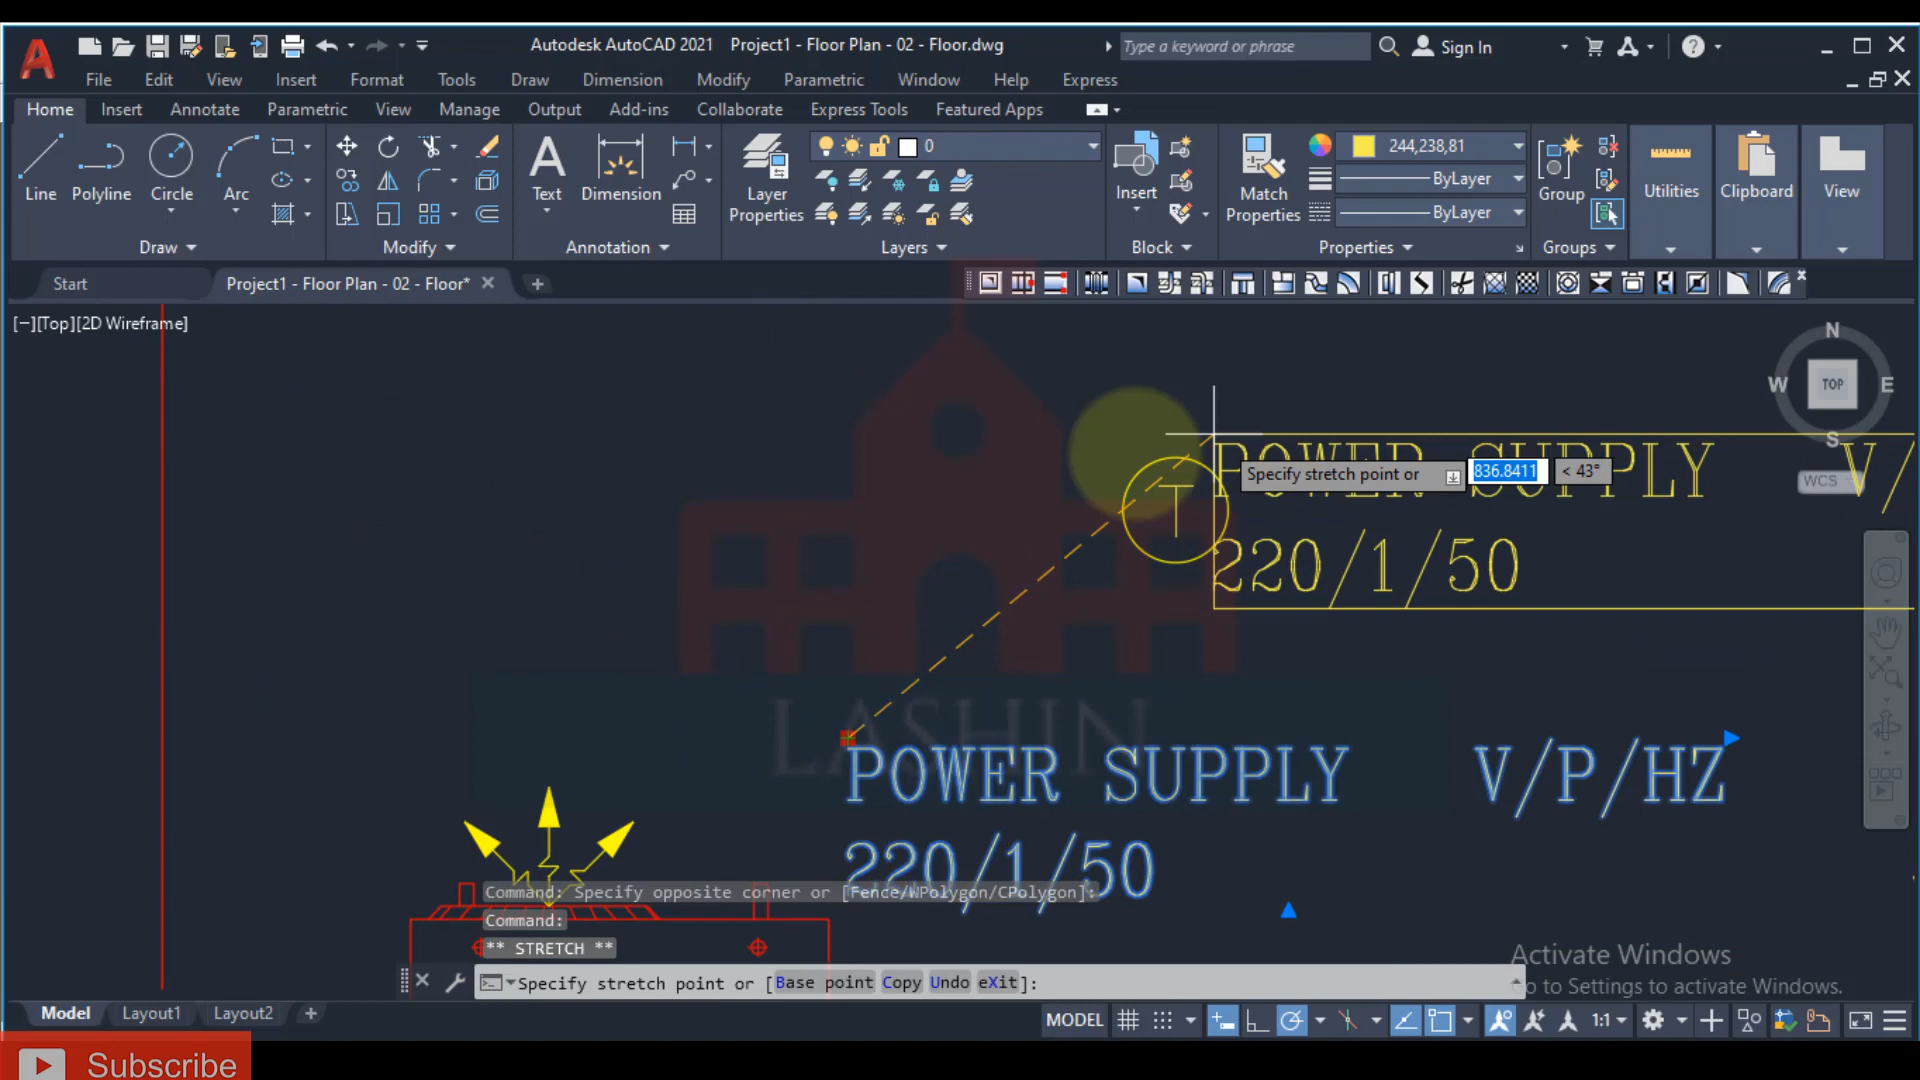 Autodesk AutoCAD 2021 Project1 - Floor Plan - 02 - Floor.dwg
Type a keyword or phrase
Sign In
File Edit View Insert Format Tools Draw Dimension Modify Parametric Window Help Express
Home Insert Annotate Parametric View Manage Output Add-ins Collaborate Express Tools Featured Apps
0
244,238,81
ByLayer
ByLayer
Line Polyline Circle Arc
Text Dimension
Layer Properties
Insert
Match Properties
Group
Utilities
Clipboard
View
Draw Modify Annotation Layers Block Properties Groups
Start
Project1 - Floor Plan - 02 - Floor*
[−][Top][2D Wireframe]
N
W TOP E
S
WCS
POWER SUPPLY V/
Specify stretch point or 836.8411 < 43°
T
220/1/50
LASHIN
POWER SUPPLY V/P/HZ
220/1/50
Command: Specify opposite corner or [Fence/WPolygon/CPolygon]:
Command:
** STRETCH **
Specify stretch point or [Base point Copy Undo eXit]:
Activate Windows
o to Settings to activate Windows.
Model Layout1 Layout2
MODEL
1:1
Subscribe